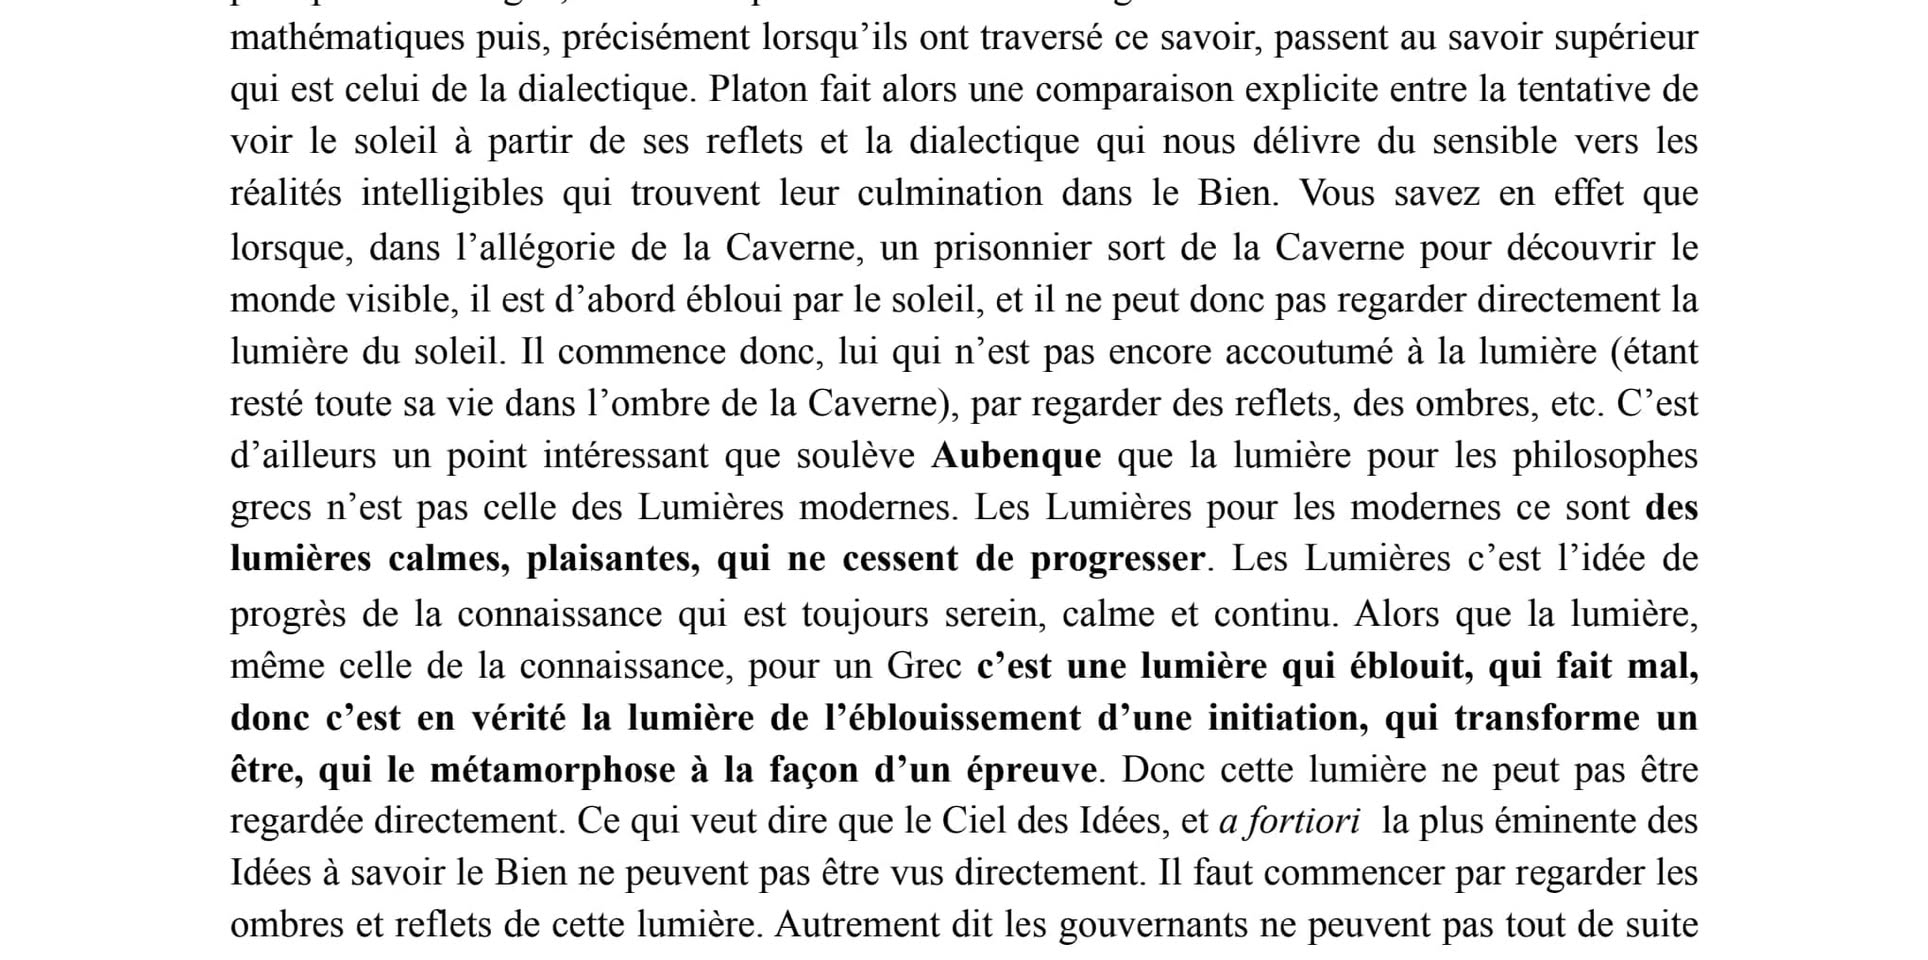 mathématiques puis, précisément lorsqu’ils ont traversé ce savoir, passent au savoir supérieur
qui est celui de la dialectique. Platon fait alors une comparaison explicite entre la tentative de
voir le soleil à partir de ses reflets et la dialectique qui nous délivre du sensible vers les
réalités intelligibles qui trouvent leur culmination dans le Bien. Vous savez en effet que
lorsque, dans l’allégorie de la Caverne, un prisonnier sort de la Caverne pour découvrir le
monde visible, il est d’abord ébloui par le soleil, et il ne peut donc pas regarder directement la
lumière du soleil. Il commence donc, lui qui n’est pas encore accoutumé à la lumière (étant
resté toute sa vie dans l’ombre de la Caverne), par regarder des reflets, des ombres, etc. C’est
d’ailleurs un point intéressant que soulève Aubenque que la lumière pour les philosophes
grecs n’est pas celle des Lumières modernes. Les Lumières pour les modernes ce sont des
lumières calmes, plaisantes, qui ne cessent de progresser. Les Lumières c’est l’idée de
progrès de la connaissance qui est toujours serein, calme et continu. Alors que la lumière,
même celle de la connaissance, pour un Grec c’est une lumière qui éblouit, qui fait mal,
donc c’est en vérité la lumière de l’éblouissement d’une initiation, qui transforme un
être, qui le métamorphose à la façon d’un épreuve. Donc cette lumière ne peut pas être
regardée directement. Ce qui veut dire que le Ciel des Idées, et a fortiori la plus éminente des
Idées à savoir le Bien ne peuvent pas être vus directement. Il faut commencer par regarder les
ombres et reflets de cette lumière. Autrement dit les gouvernants ne peuvent pas tout de suite